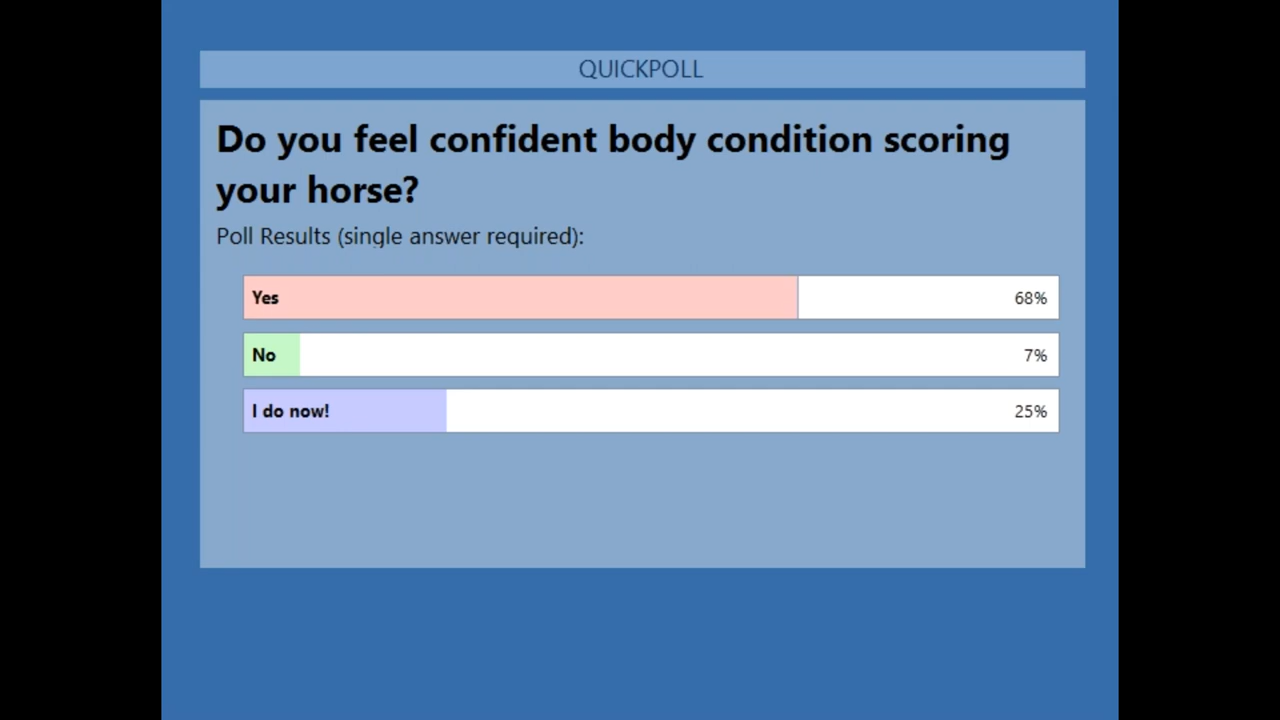 QUICKPOLL
Do you feel confident body condition scoring
your horse?
Poll Results (single answer required):
Yes 68%
No 7%
I do now! 25%